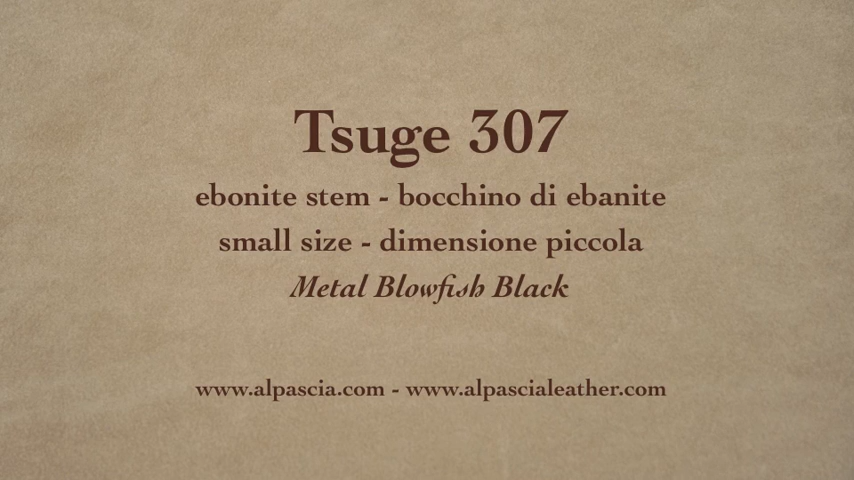 Tsuge 307
ebonite stem - bocchino di ebanite
small size - dimensione piccola
Metal Blowfish Black
www.alpascia.com - www.alpascialeather.com